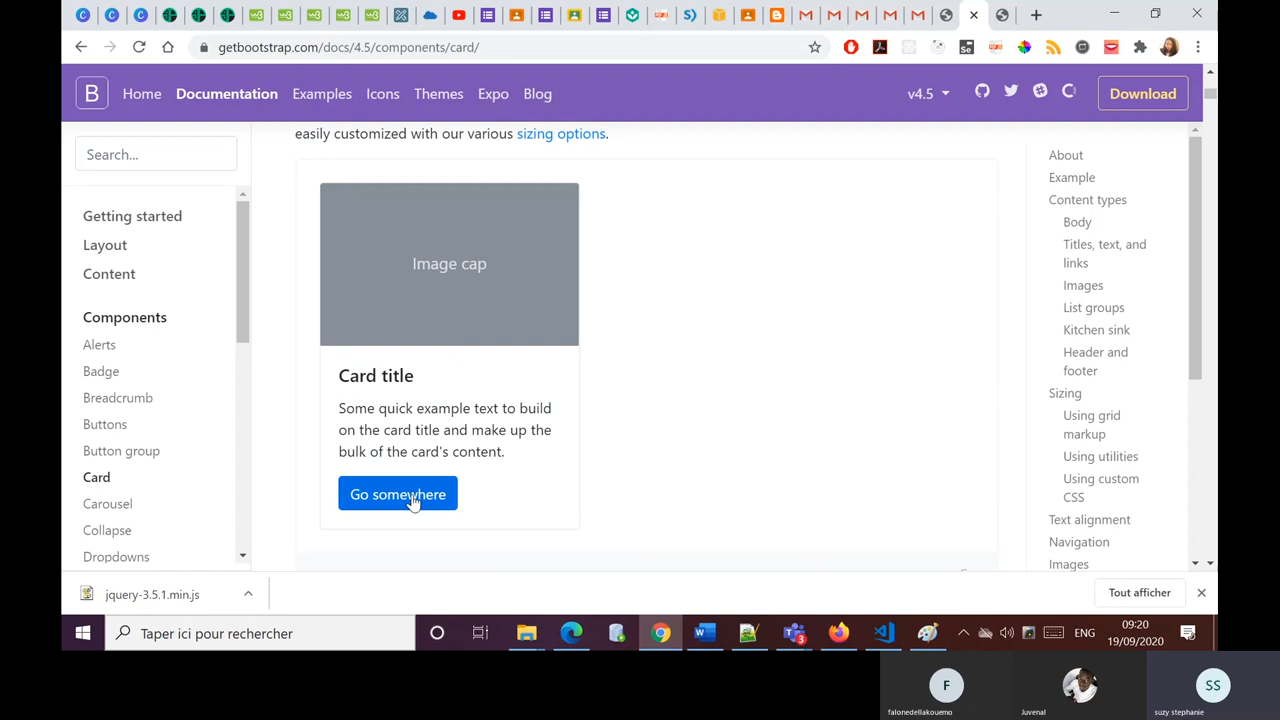 getbootstrap.com/docs/4.5/components/card/
B Home Documentation Examples Icons Themes Expo Blog v4.5 Download
Search...
Getting started
Layout
Content
Components
Alerts
Badge
Breadcrumb
Buttons
Button group
Card
Carousel
Collapse
Dropdowns
easily customized with our various sizing options.
Image cap
Card title
Some quick example text to build
on the card title and make up the
bulk of the card's content.
Go somewhere
About
Example
Content types
Body
Titles, text, and
links
Images
List groups
Kitchen sink
Header and
footer
Sizing
Using grid
markup
Using utilities
Using custom
CSS
Text alignment
Navigation
Images
jquery-3.5.1.min.js
Tout afficher
Taper ici pour rechercher
ENG
09:20
19/09/2020
F
SS
falonedellakouemo
Juvenal
suzy stephanie